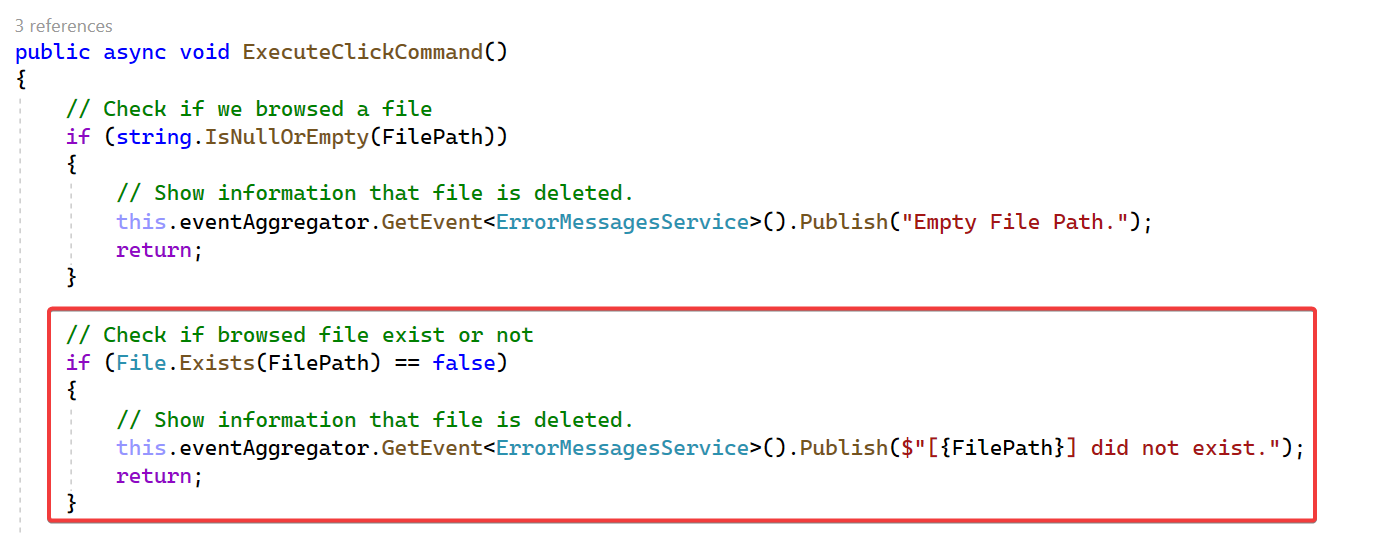 3 references
public async void ExecuteClickCommand()
{
    // Check if we browsed a file
    if (string.IsNullOrEmpty(FilePath))
    {
        // Show information that file is deleted.
        this.eventAggregator.GetEvent<ErrorMessagesService>().Publish("Empty File Path.");
        return;
    }

    // Check if browsed file exist or not
    if (File.Exists(FilePath) == false)
    {
        // Show information that file is deleted.
        this.eventAggregator.GetEvent<ErrorMessagesService>().Publish($"[{FilePath}] did not exist.");
        return;
    }